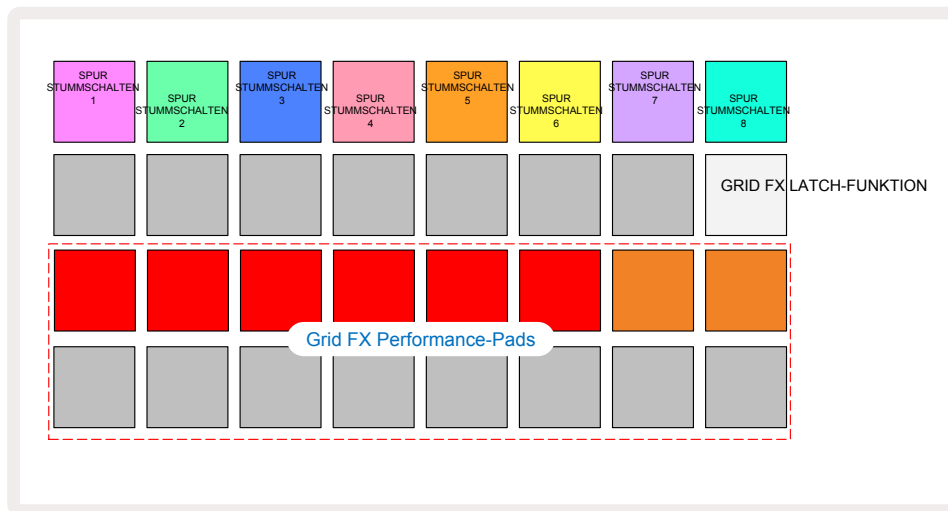 SPUR
STUMMSCHALTEN
1
SPUR
STUMMSCHALTEN
2
SPUR
STUMMSCHALTEN
3
SPUR
STUMMSCHALTEN
4
SPUR
STUMMSCHALTEN
5
SPUR
STUMMSCHALTEN
6
SPUR
STUMMSCHALTEN
7
SPUR
STUMMSCHALTEN
8
GRID FX LATCH-FUNKTION
Grid FX Performance-Pads